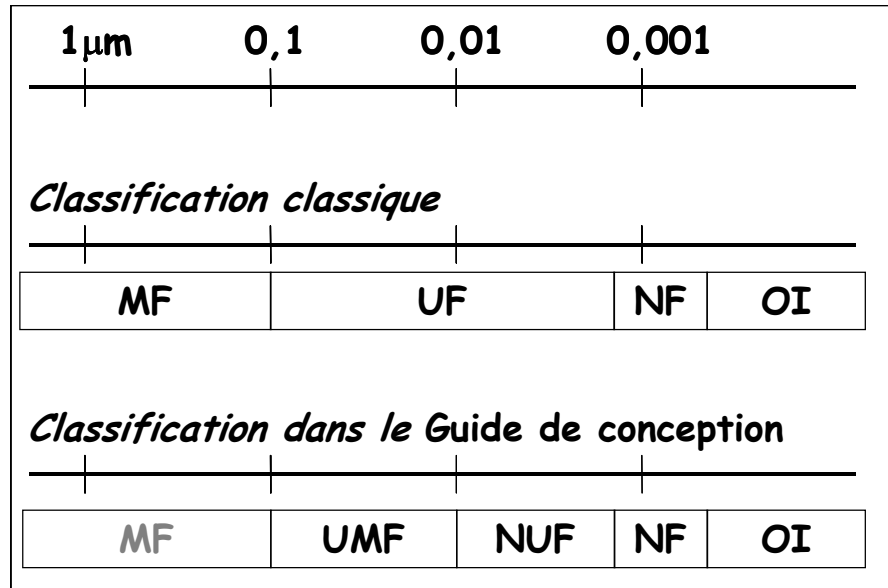 1μm 0,1 0,01 0,001
Classification classique
MF UF NF OI
Classification dans le Guide de conception
MF UMF NUF NF OI